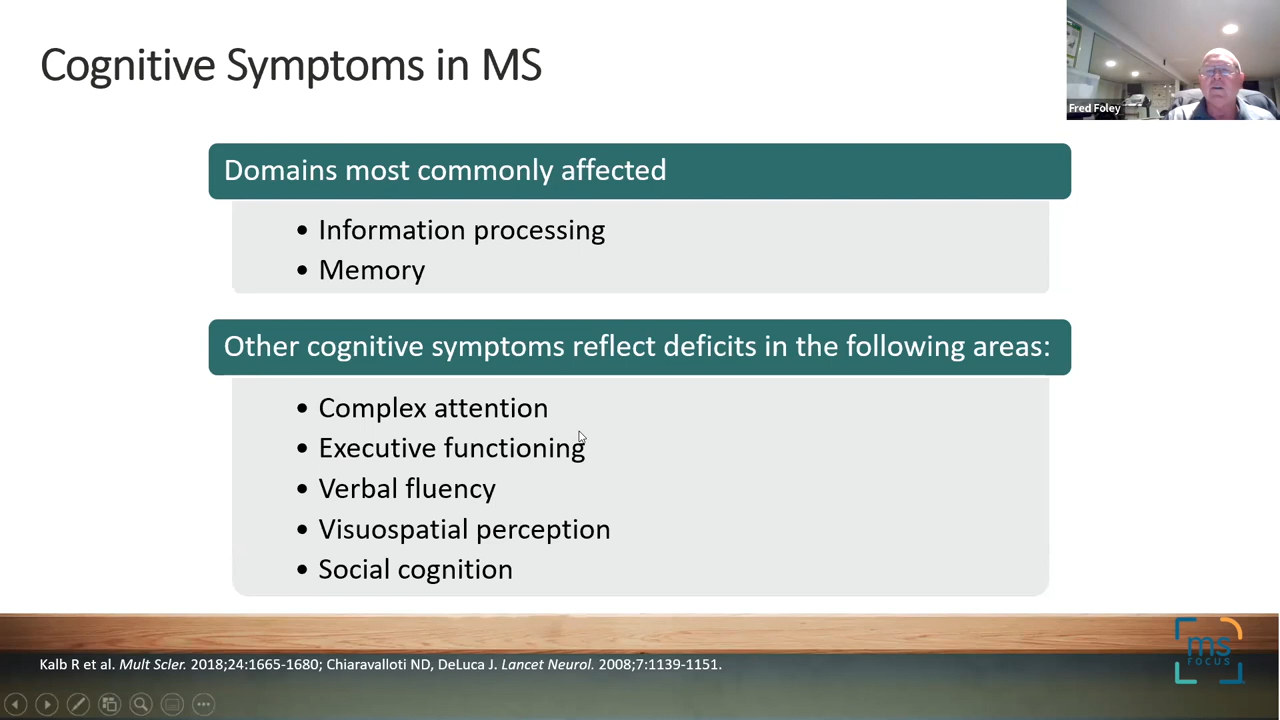 Cognitive Symptoms in MS
Fred Foley
Domains most commonly affected
• Information processing
• Memory
Other cognitive symptoms reflect deficits in the following areas:
• Complex attention
• Executive functioning
• Verbal fluency
• Visuospatial perception
• Social cognition
Kalb R et al. Mult Scler. 2018;24:1665-1680; Chiaravalloti ND, DeLuca J. Lancet Neurol. 2008;7:1139-1151.
ms
FOCUS